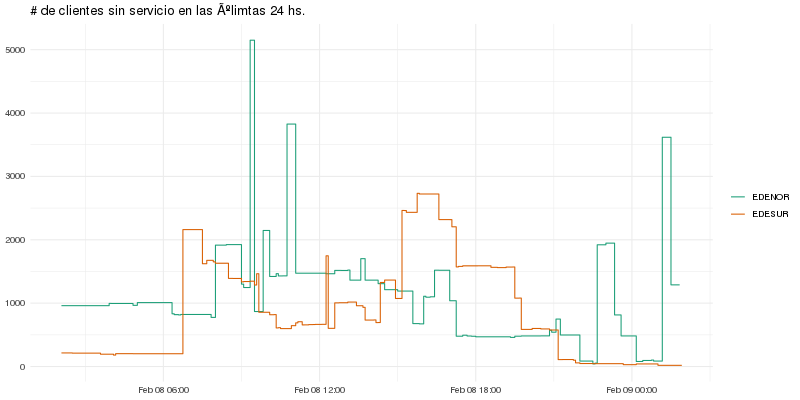 # de clientes sin servicio en las Ãºlimtas 24 hs.
5000
4000
3000
2000
1000
0
Feb 08 06:00
Feb 08 12:00
Feb 08 18:00
Feb 09 00:00
EDENOR
EDESUR